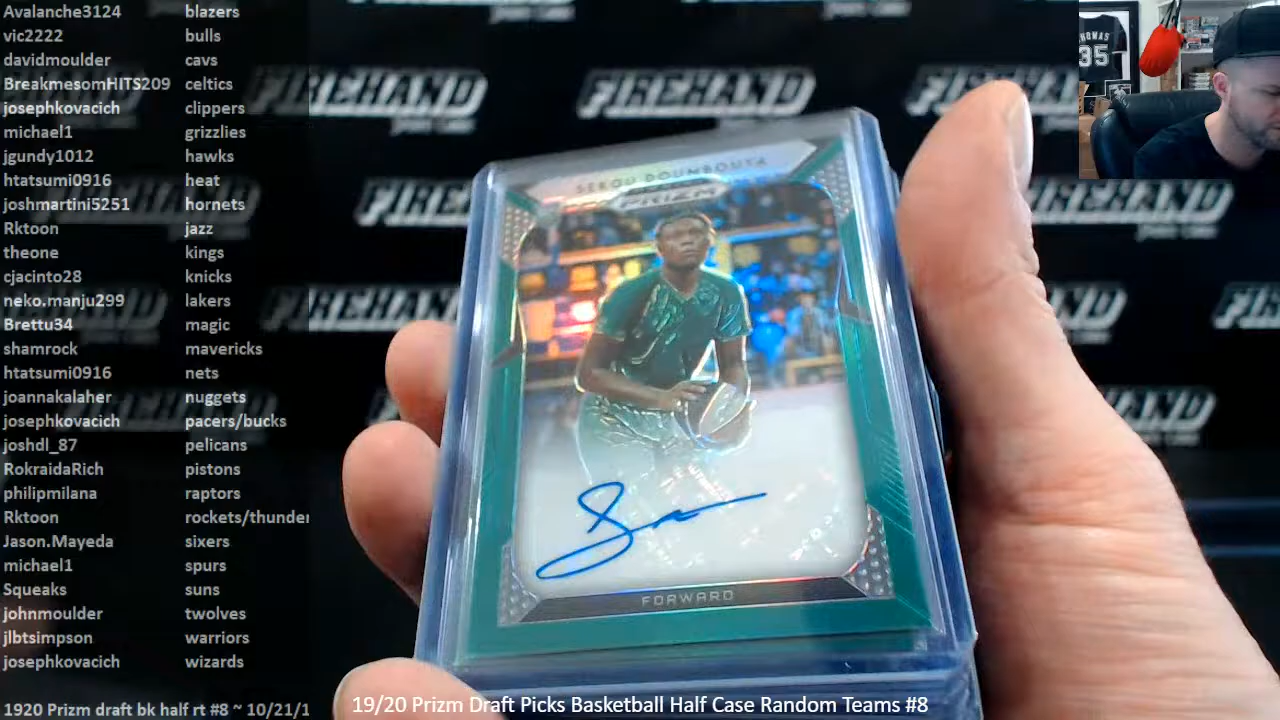 Avalanche3124 blazers
vic2222 bulls
davidmoulder cavs
BreakmesomHITS209 celtics
josephkovacich clippers
michael1 grizzlies
jgundy1012 hawks
htatsumi0916 heat
joshmartini5251 hornets
Rktoon jazz
theone kings
cjacinto28 knicks
neko.manju299 lakers
Brettu34 magic
shamrock mavericks
htatsumi0916 nets
joannakalaher nuggets
josephkovacich pacers/bucks
joshdl_87 pelicans
RokraidaRich pistons
philipmilana raptors
Rktoon rockets/thunder
Jason.Mayeda sixers
michael1 spurs
Squeaks suns
johnmoulder twolves
jlbtsimpson warriors
josephkovacich wizards
1920 Prizm draft bk half rt #8 ~ 10/21/1
FIREHAND
FIREHAND
SEKOU DOUMBOUYA
PRIZM
FORWARD
35
19/20 Prizm Draft Picks Basketball Half Case Random Teams #8